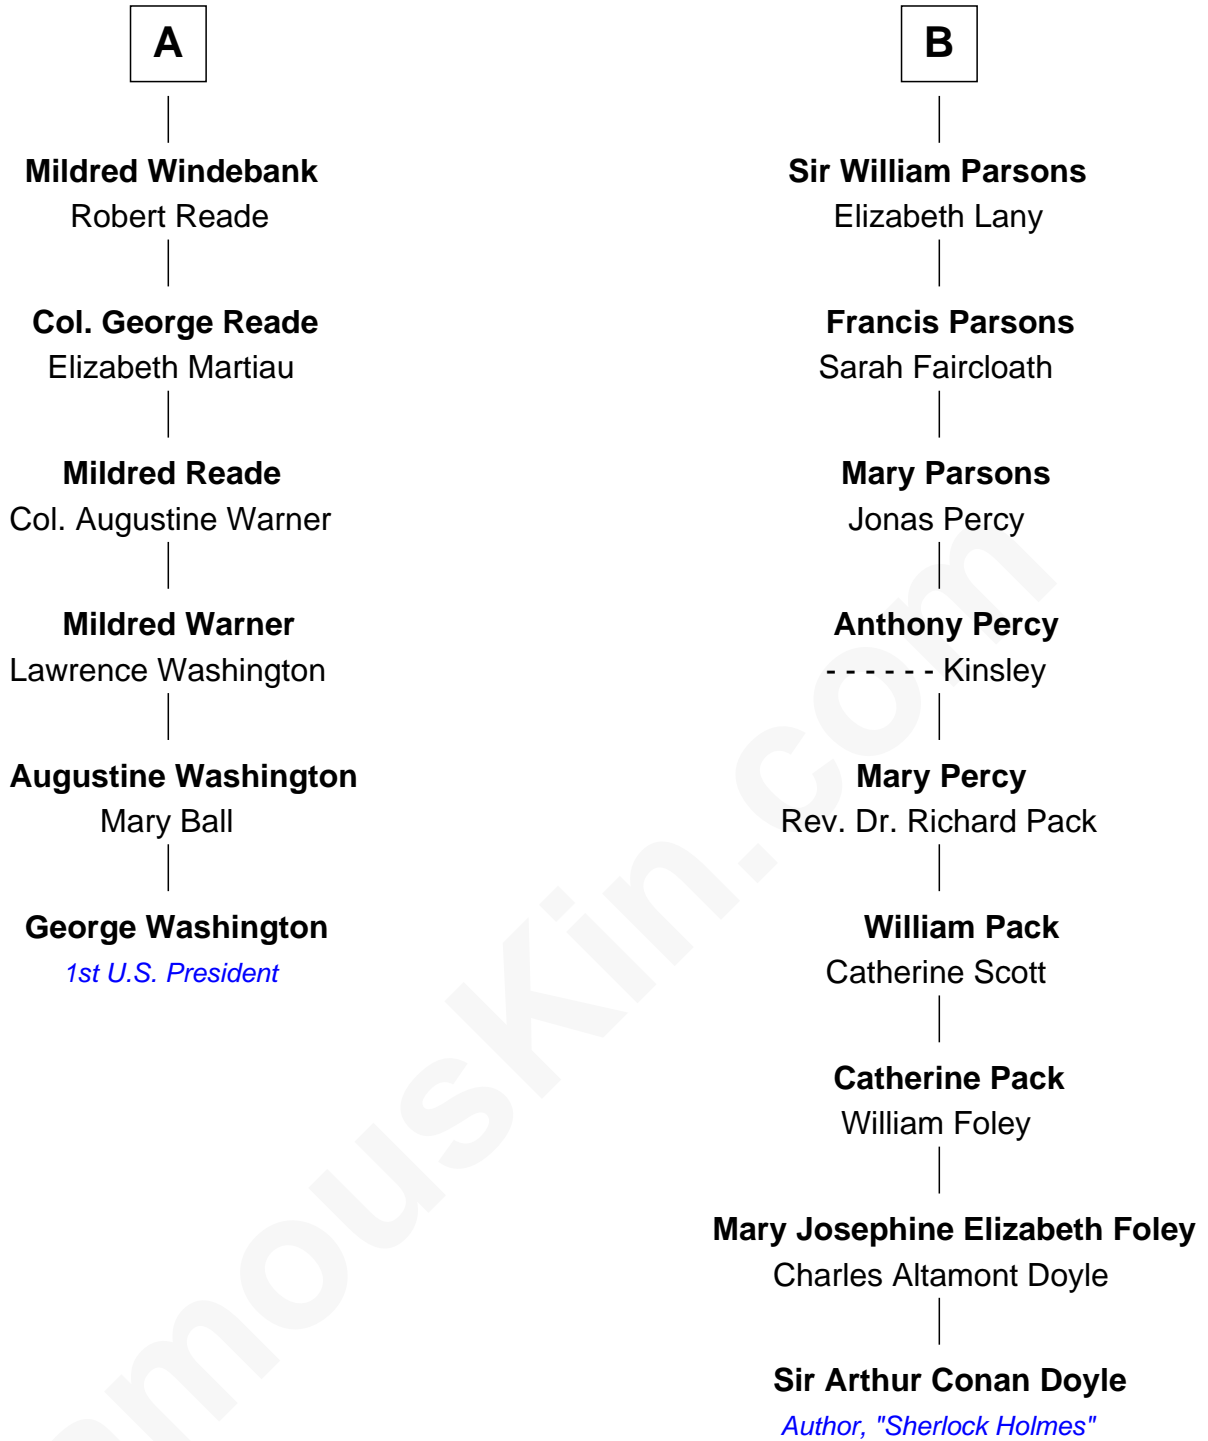 A
Mildred Windebank
Robert Reade
Col. George Reade
Elizabeth Martiau
Mildred Reade
Col. Augustine Warner
Mildred Warner
Lawrence Washington
Augustine Washington
Mary Ball
George Washington
1st U.S. President
B
Sir William Parsons
Elizabeth Lany
Francis Parsons
Sarah Faircloath
Mary Parsons
Jonas Percy
Anthony Percy
- - - - - - Kinsley
Mary Percy
Rev. Dr. Richard Pack
William Pack
Catherine Scott
Catherine Pack
William Foley
Mary Josephine Elizabeth Foley
Charles Altamont Doyle
Sir Arthur Conan Doyle
Author, "Sherlock Holmes"
amousKin.com